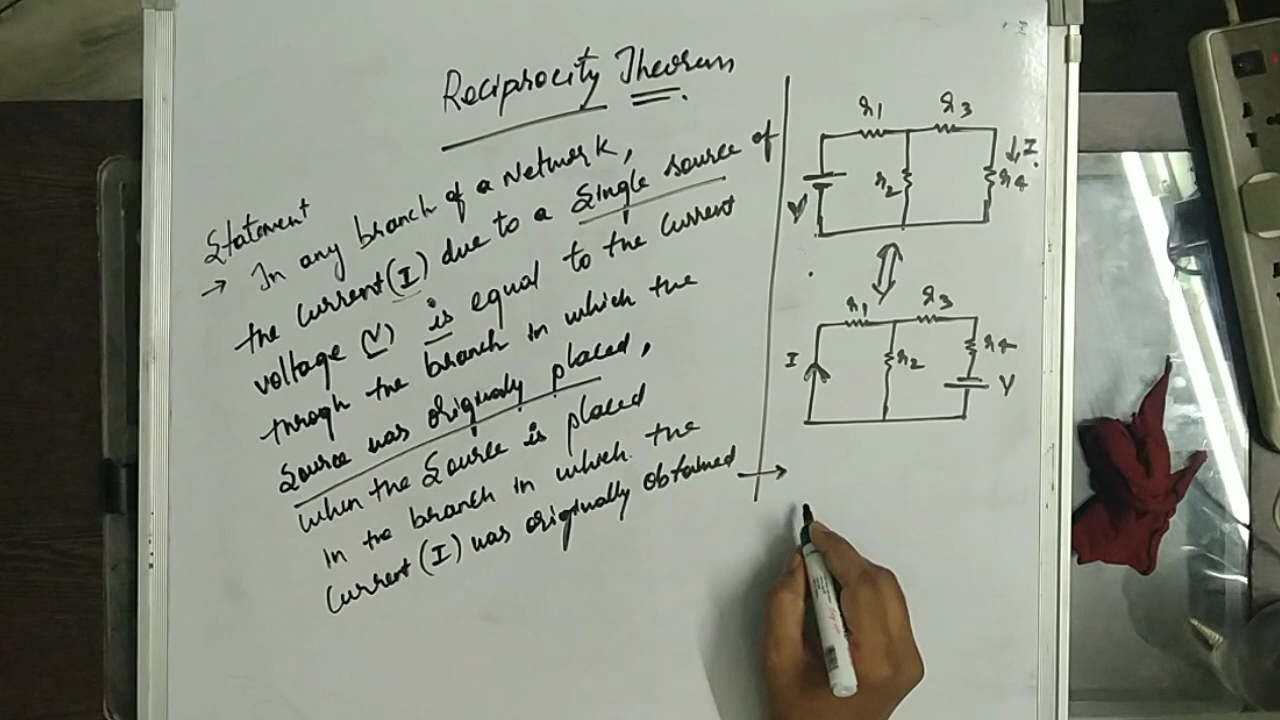 Reciprocity Theorem
Statement
→ In any branch of a Network,
the current (I) due to a Single source of
voltage (V) is equal to the current
throgh the branch in which the
Source was originaly placed,
when the Source is placed
in the branch in which the
Current (I) was originally obtained
r1 r3
↓I
V r2 r4
r1 r3
I r2 r4
V